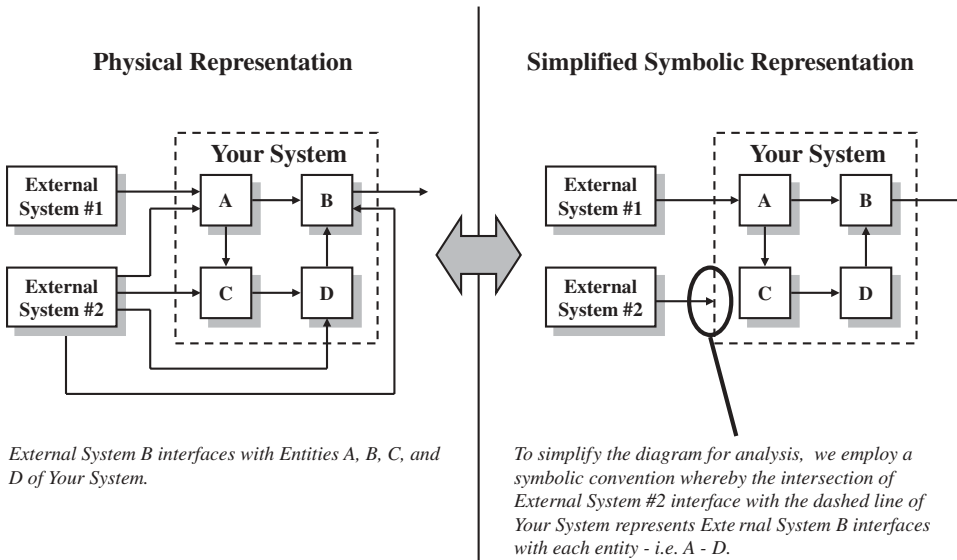 Physical Representation
Your System
External
System #1
A
B
External
System #2
C
D
External System B interfaces with Entities A, B, C, and
D of Your System.
Simplified Symbolic Representation
Your System
External
System #1
A
B
External
System #2
C
D
To simplify the diagram for analysis, we employ a
symbolic convention whereby the intersection of
External System #2 interface with the dashed line of
Your System represents External System B interfaces
with each entity - i.e. A - D.